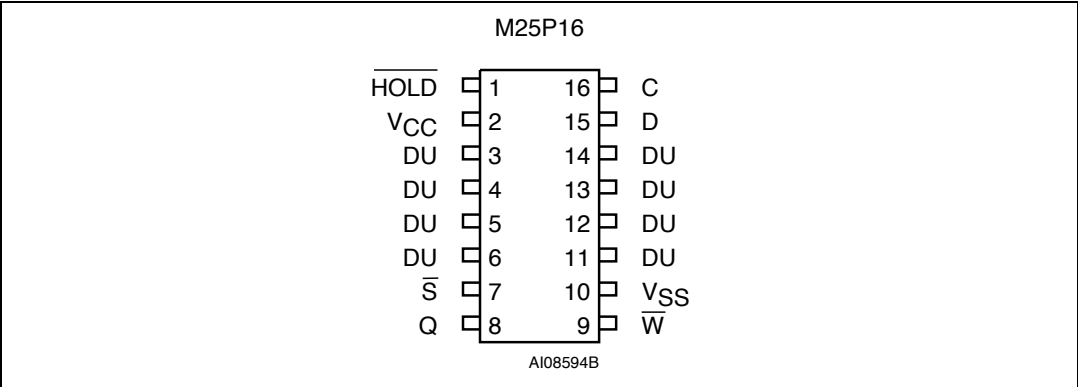 M25P16
HOLD 1 16 C
VCC 2 15 D
DU 3 14 DU
DU 4 13 DU
DU 5 12 DU
DU 6 11 DU
S 7 10 VSS
Q 8 9 W
AI08594B